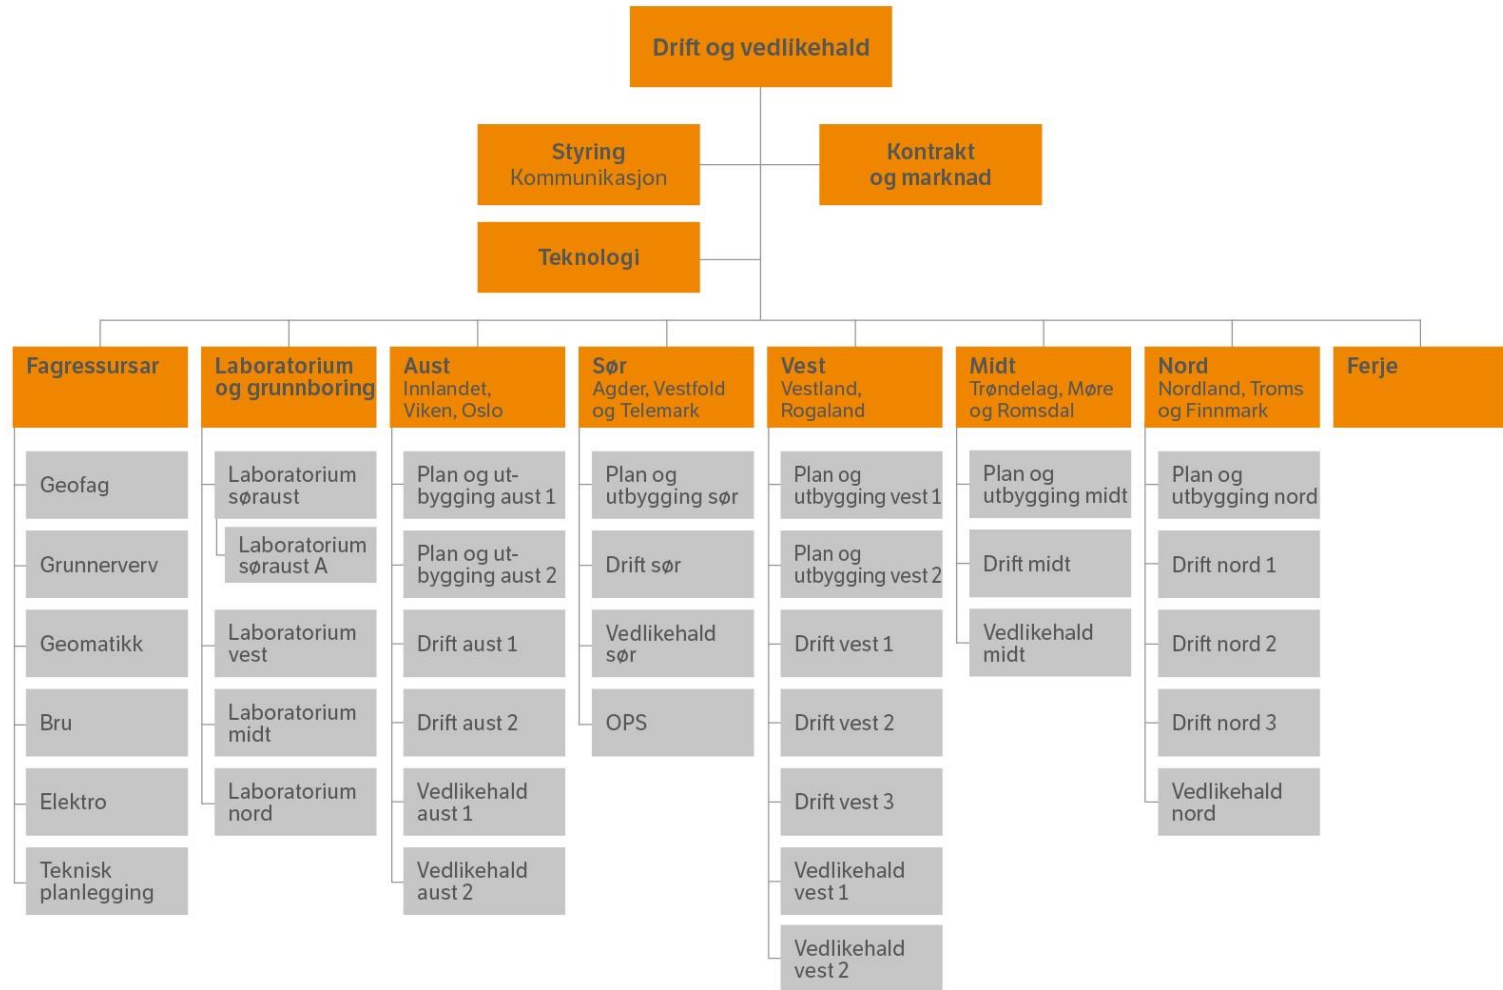 Drift og vedlikehald
Styring
Kommunikasjon
Kontrakt
og marknad
Teknologi
Fagressursar
Geofag
Grunnerverv
Geomatikk
Bru
Elektro
Teknisk
planlegging
Laboratorium
og grunnboring
Laboratorium
søraust
Laboratorium
søraust A
Laboratorium
vest
Laboratorium
midt
Laboratorium
nord
Aust
Innlandet,
Viken, Oslo
Plan og ut-
bygging aust 1
Plan og ut-
bygging aust 2
Drift aust 1
Drift aust 2
Vedlikehald
aust 1
Vedlikehald
aust 2
Sør
Agder, Vestfold
og Telemark
Plan og
utbygging sør
Drift sør
Vedlikehald
sør
OPS
Vest
Vestland,
Rogaland
Plan og
utbygging vest 1
Plan og
utbygging vest 2
Drift vest 1
Drift vest 2
Drift vest 3
Vedlikehald
vest 1
Vedlikehald
vest 2
Midt
Trøndelag, Møre
og Romsdal
Plan og
utbygging midt
Drift midt
Vedlikehald
midt
Nord
Nordland, Troms
og Finnmark
Plan og
utbygging nord
Drift nord 1
Drift nord 2
Drift nord 3
Vedlikehald
nord
Ferje